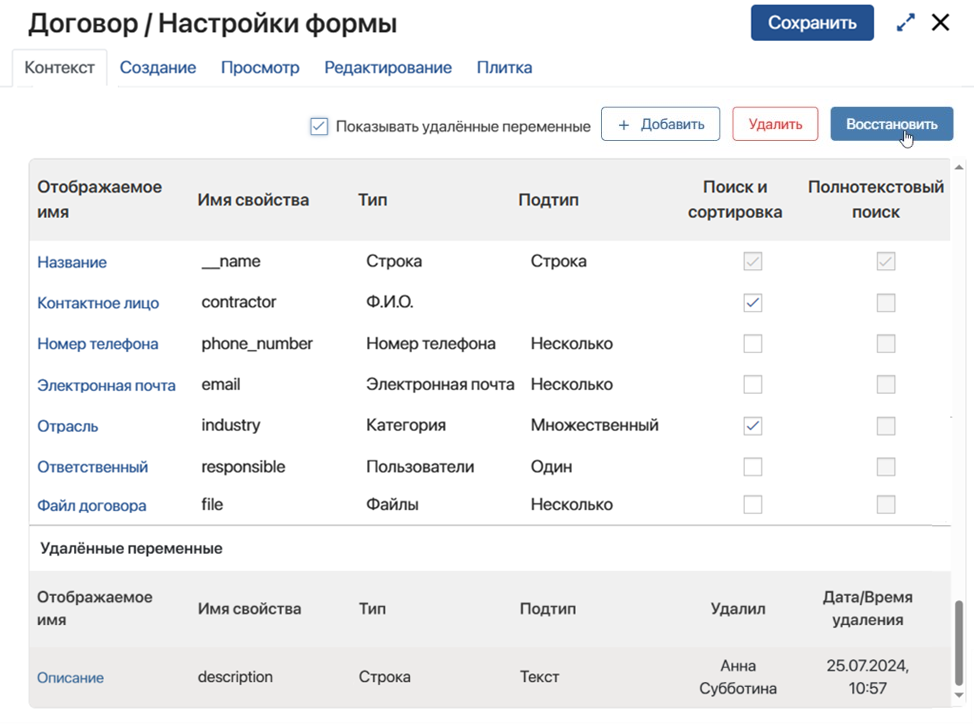 Договор / Настройки формы
Сохранить
Контекст Создание Просмотр Редактирование Плитка
Показывать удалённые переменные + Добавить Удалить Восстановить
Отображаемое имя Имя свойства Тип Подтип Поиск и сортировка Полнотекстовый поиск
Название __name Строка Строка
Контактное лицо contractor Ф.И.О.
Номер телефона phone_number Номер телефона Несколько
Электронная почта email Электронная почта Несколько
Отрасль industry Категория Множественный
Ответственный responsible Пользователи Один
Файл договора file Файлы Несколько
Удалённые переменные
Отображаемое имя Имя свойства Тип Подтип Удалил Дата/Время удаления
Описание description Строка Текст Анна Субботина 25.07.2024, 10:57